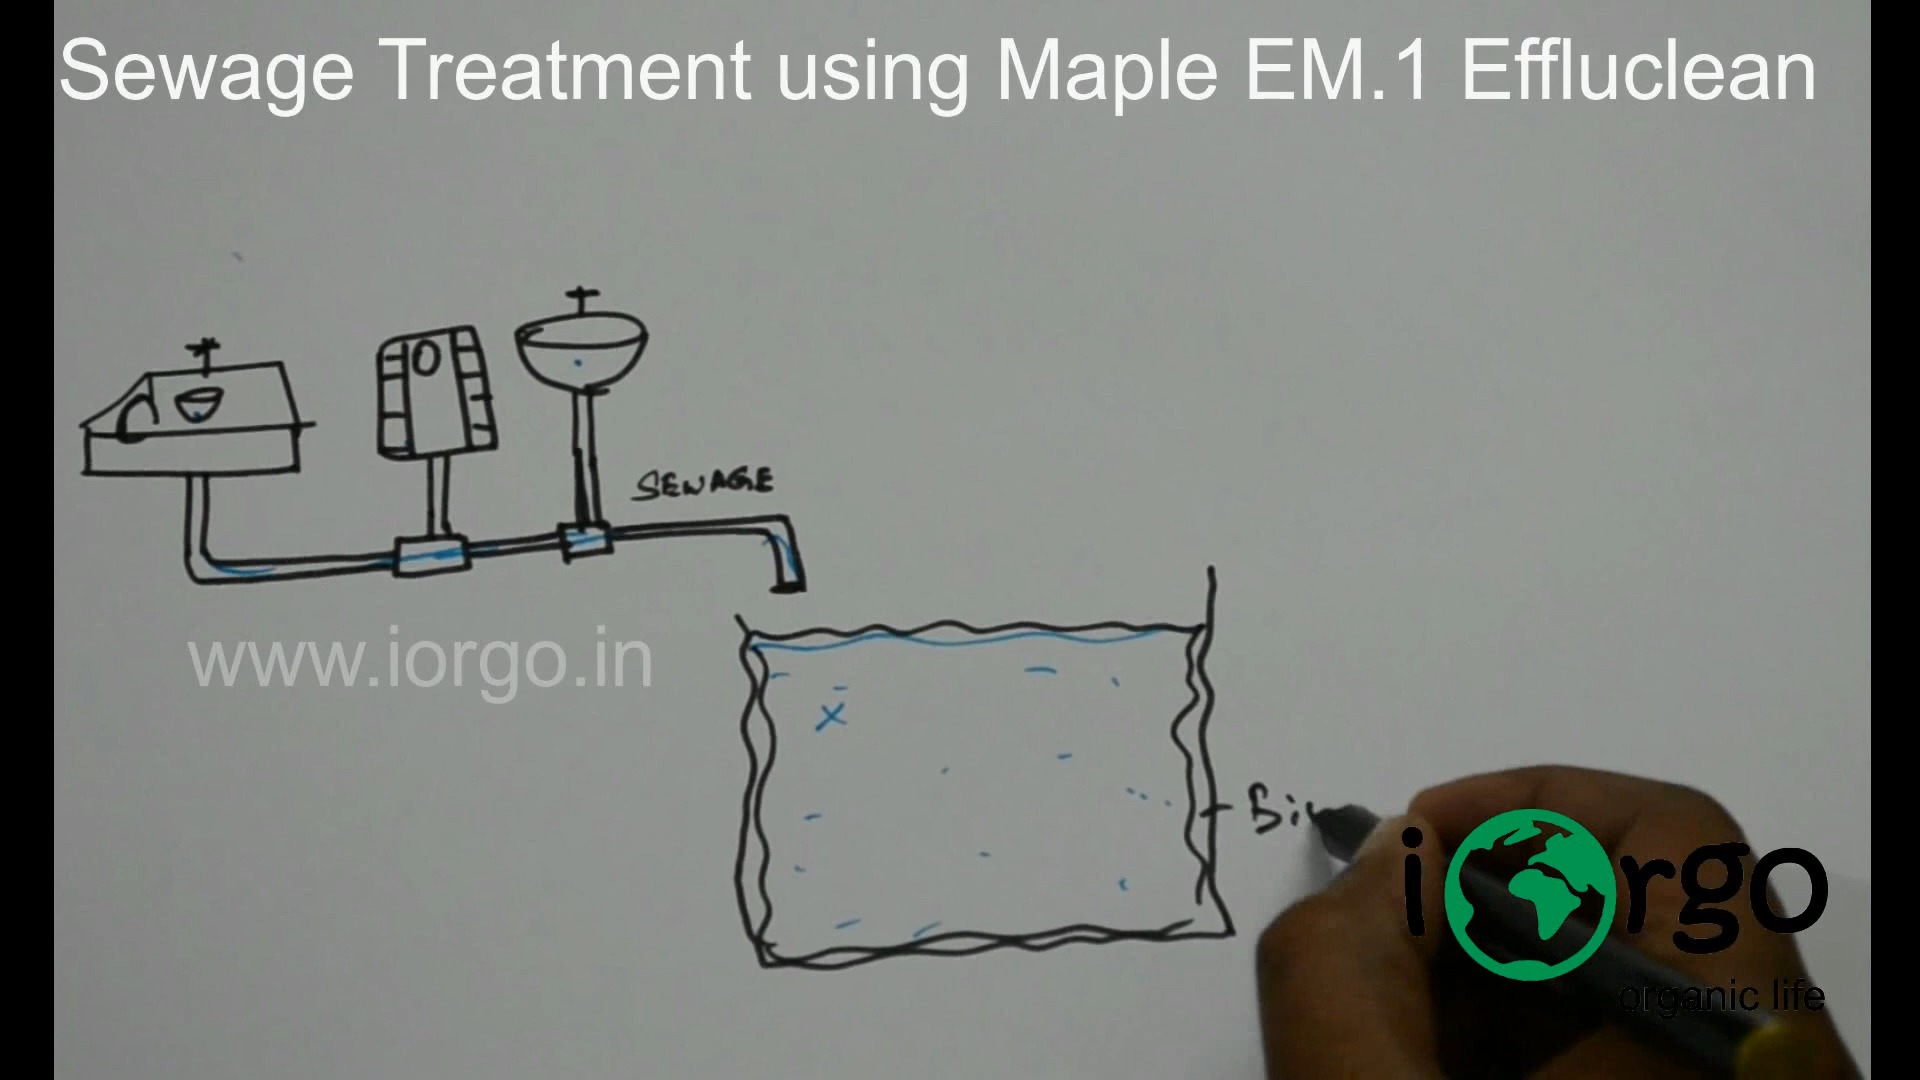 Sewage Treatment using Maple EM.1 Effluclean
SEWAGE
www.iorgo.in
iorgo
organic life